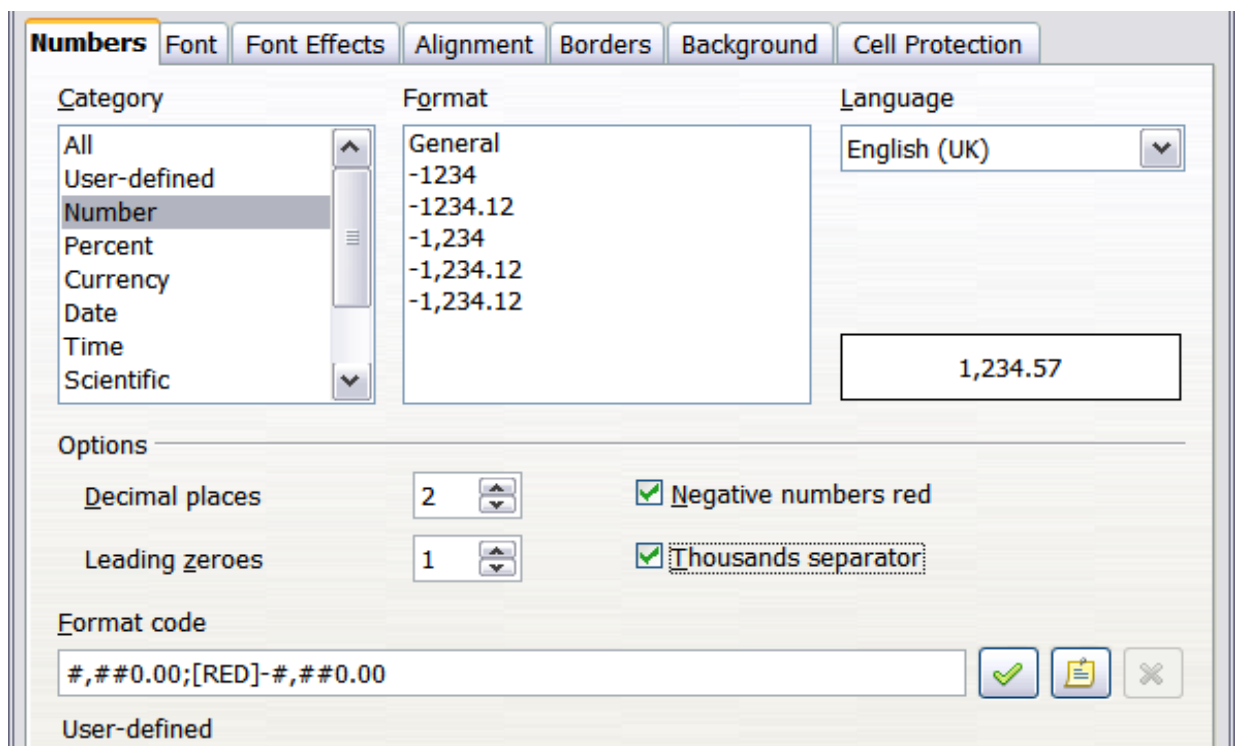 Numbers Font Font Effects Alignment Borders Background Cell Protection
Category
All
User-defined
Number
Percent
Currency
Date
Time
Scientific
Format
General
-1234
-1234.12
-1,234
-1,234.12
-1,234.12
Language
English (UK)
1,234.57
Options
Decimal places 2 Negative numbers red
Leading zeroes 1 Thousands separator
Format code
#,##0.00;[RED]-#,##0.00
User-defined